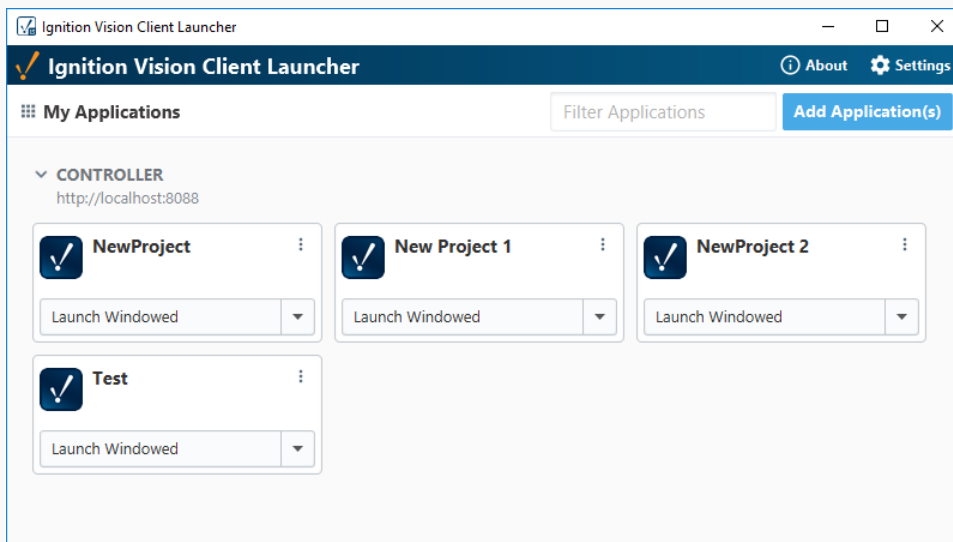 Ignition Vision Client Launcher
Ignition Vision Client Launcher About Settings
My Applications Filter Applications Add Application(s)
CONTROLLER
http://localhost:8088
NewProject New Project 1 NewProject 2
Launch Windowed Launch Windowed Launch Windowed
Test
Launch Windowed